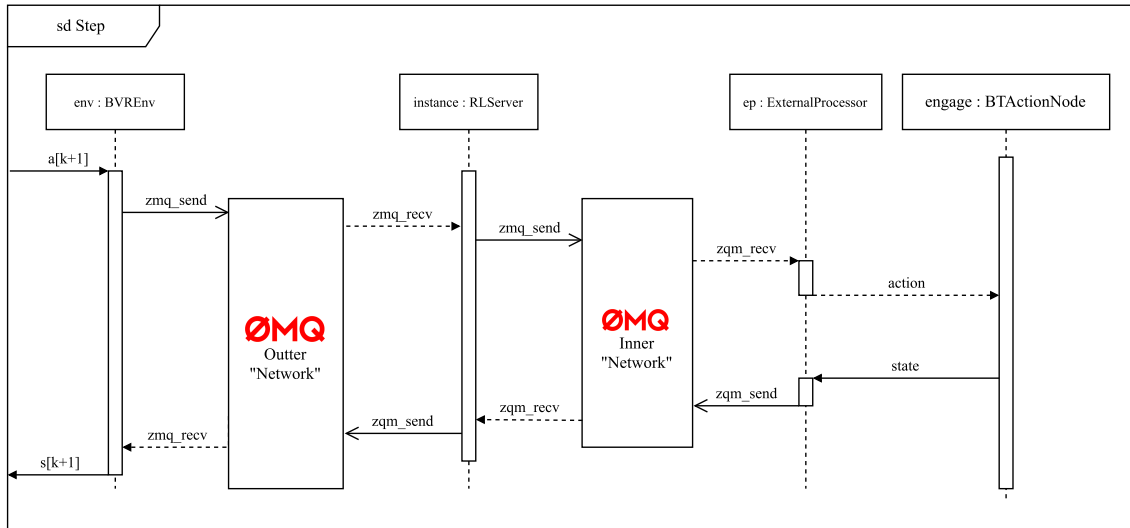 sd Step
env : BVREnv
instance : RLServer
ep : ExternalProcessor
engage : BTActionNode
a[k+1]
zmq_send
zmq_recv
zmq_send
zqm_recv
action
ØMQ
Outter
"Network"
ØMQ
Inner
"Network"
state
zqm_send
zqm_recv
zqm_send
zmq_recv
s[k+1]